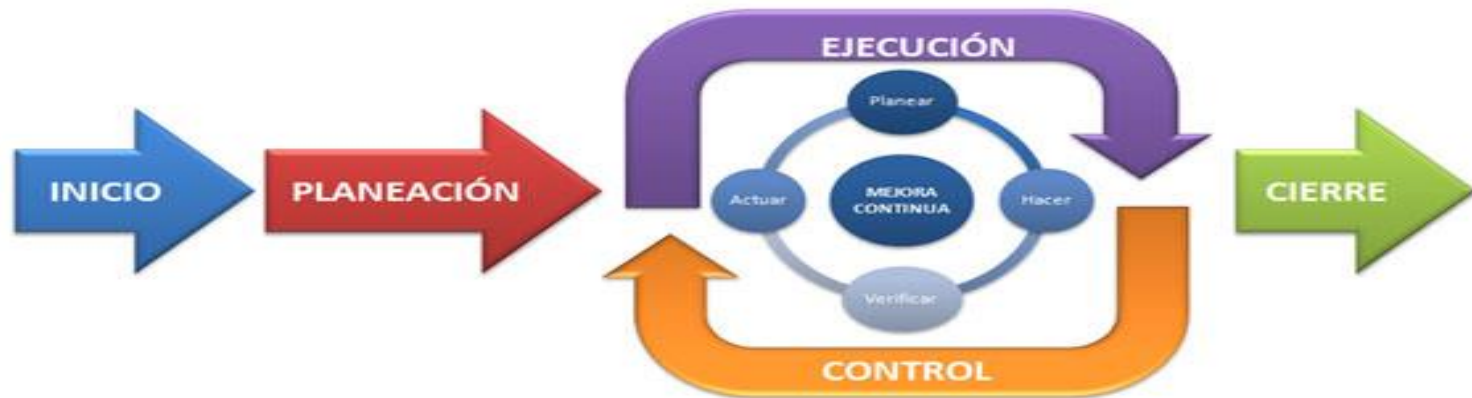 INICIO
PLANEACIÓN
EJECUCIÓN
Planear
Actuar
MEJORA
CONTINUA
Hacer
Verificar
CONTROL
CIERRE